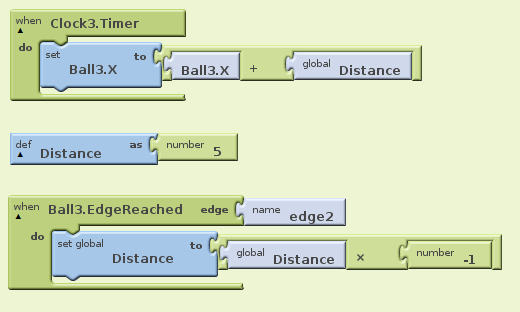 when Clock3.Timer
do set Ball3.X to Ball3.X + global Distance
def Distance as number 5
when Ball3.EdgeReached edge name edge2
do set global Distance to global Distance × number -1